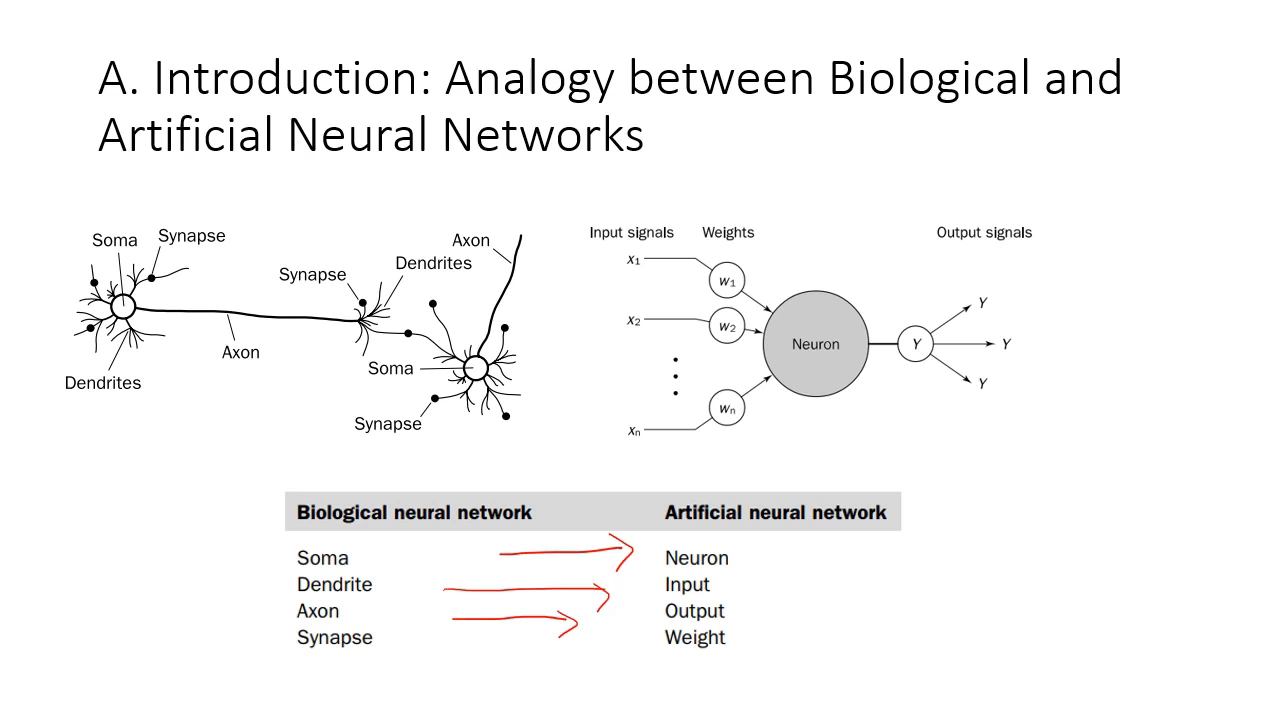 A. Introduction: Analogy between Biological and
Artificial Neural Networks
Soma
Synapse
Synapse
Dendrites
Axon
Axon
Dendrites
Soma
Synapse
Input signals
Weights
Output signals
x1
w1
x2
w2
xn
wn
Neuron
Y
Y
Y
Y
Biological neural network Artificial neural network
Soma Neuron
Dendrite Input
Axon Output
Synapse Weight